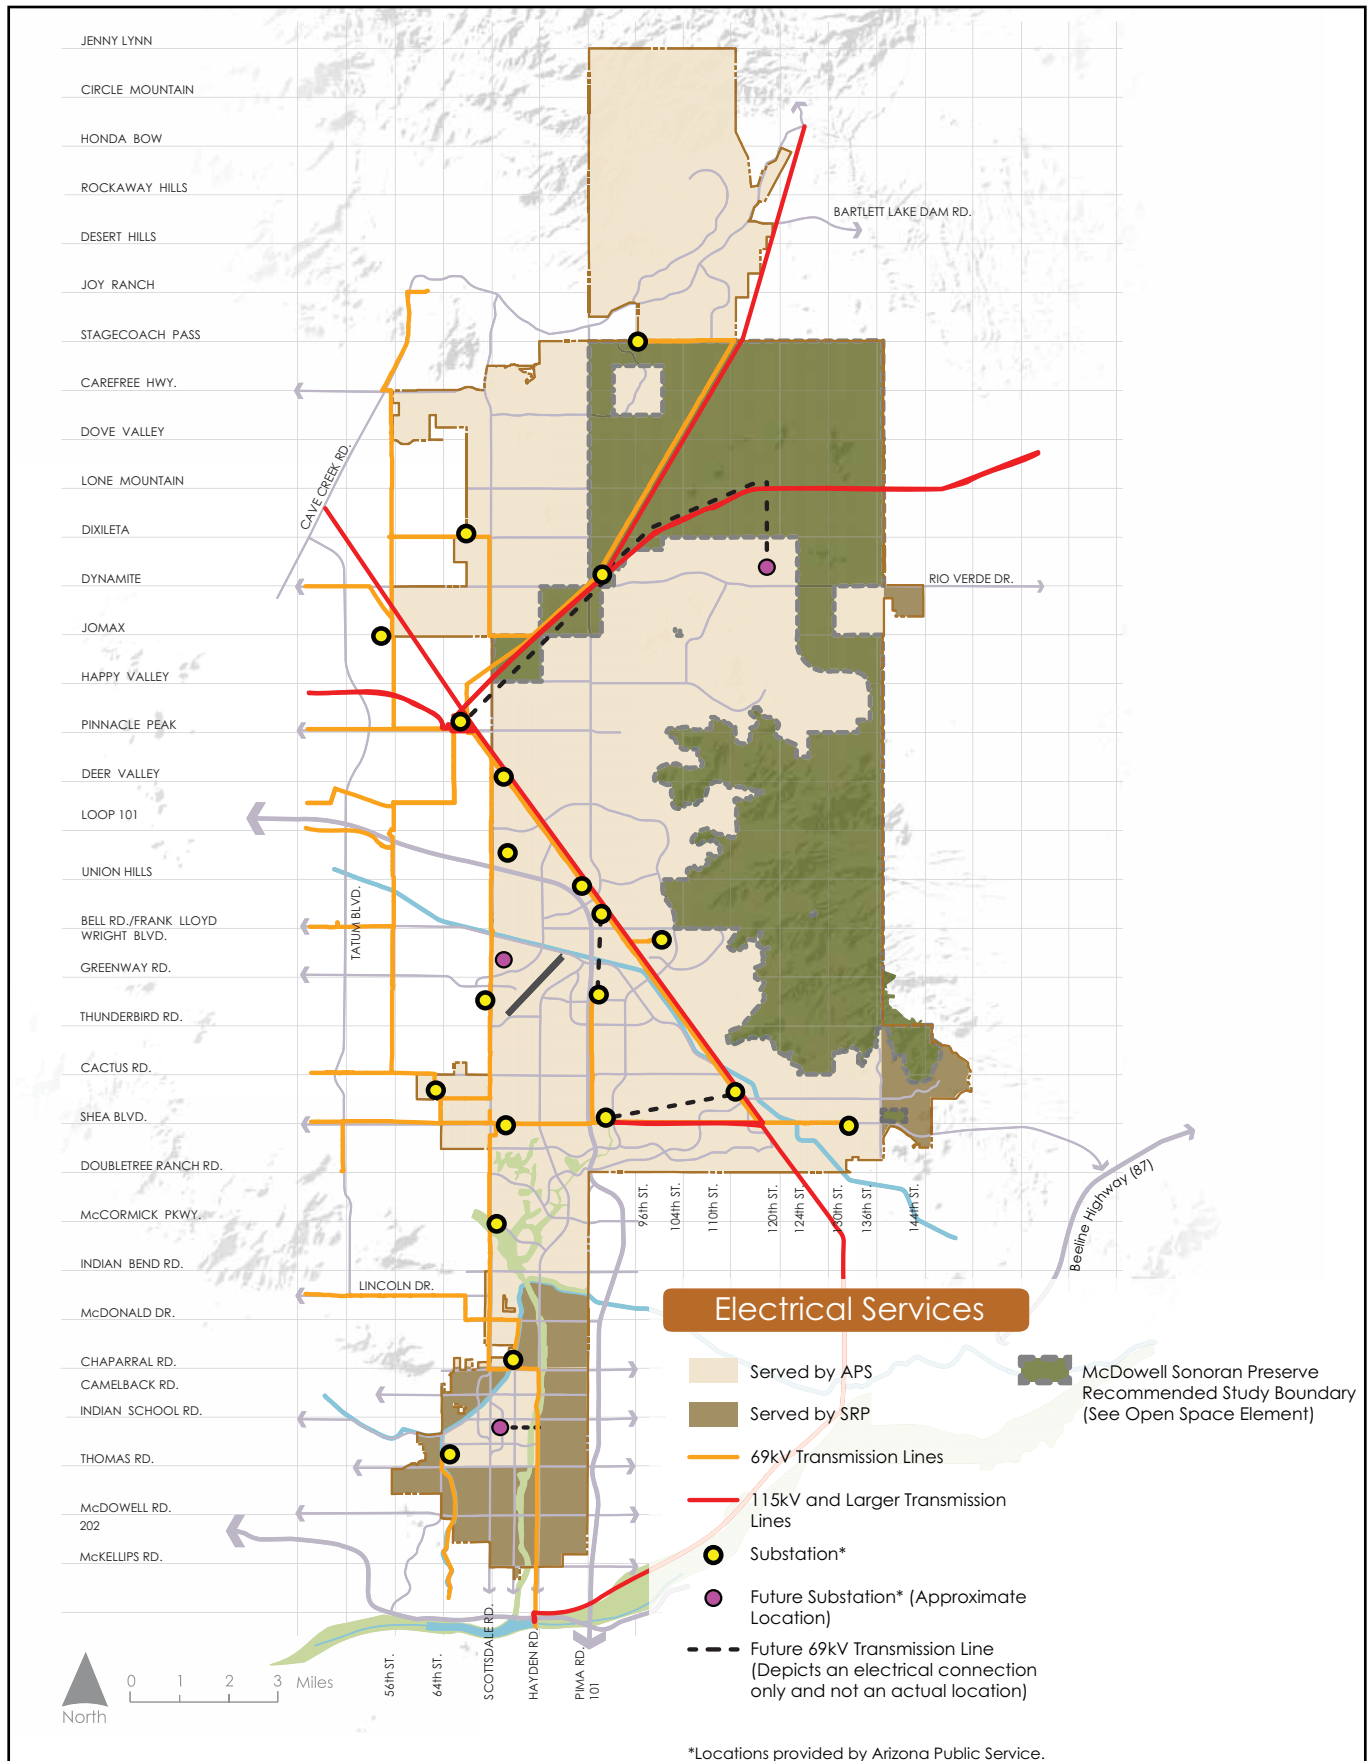 JENNY LYNN
CIRCLE MOUNTAIN
HONDA BOW
ROCKAWAY HILLS
BARTLETT LAKE DAM RD.
DESERT HILLS
JOY RANCH
STAGECOACH PASS
CAREFREE HWY.
DOVE VALLEY
CAVE CREEK RD.
LONE MOUNTAIN
DIXILETA
DYNAMITE
RIO VERDE DR.
JOMAX
HAPPY VALLEY
PINNACLE PEAK
DEER VALLEY
LOOP 101
UNION HILLS
TATUM BLVD.
BELL RD./FRANK LLOYD
WRIGHT BLVD.
GREENWAY RD.
THUNDERBIRD RD.
CACTUS RD.
SHEA BLVD.
DOUBLETREE RANCH RD.
96th ST.
104th ST.
110th ST.
120th ST.
124th ST.
130th ST.
136th ST.
144th ST.
Beeline Highway (87)
McCORMICK PKWY.
INDIAN BEND RD.
LINCOLN DR.
McDONALD DR.
CHAPARRAL RD.
CAMELBACK RD.
INDIAN SCHOOL RD.
THOMAS RD.
McDOWELL RD.
202
McKELLIPS RD.
56th ST.
64th ST.
SCOTTSDALE RD.
HAYDEN RD.
PIMA RD.
101
Electrical Services
Served by APS
Served by SRP
69kV Transmission Lines
115kV and Larger Transmission
Lines
Substation*
Future Substation* (Approximate
Location)
Future 69kV Transmission Line
(Depicts an electrical connection
only and not an actual location)
McDowell Sonoran Preserve
Recommended Study Boundary
(See Open Space Element)
North
0 1 2 3 Miles
*Locations provided by Arizona Public Service.